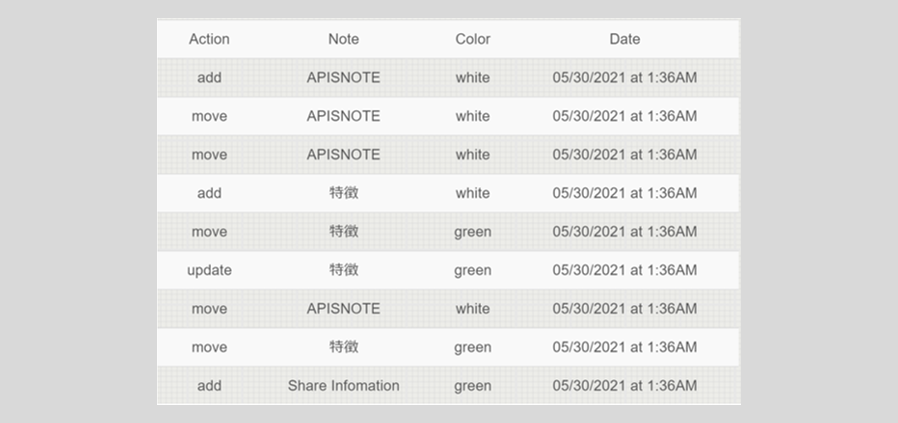 Action Note Color Date
add APISNOTE white 05/30/2021 at 1:36AM
move APISNOTE white 05/30/2021 at 1:36AM
move APISNOTE white 05/30/2021 at 1:36AM
add 特徴 white 05/30/2021 at 1:36AM
move 特徴 green 05/30/2021 at 1:36AM
update 特徴 green 05/30/2021 at 1:36AM
move APISNOTE white 05/30/2021 at 1:36AM
move 特徴 green 05/30/2021 at 1:36AM
add Share Infomation green 05/30/2021 at 1:36AM